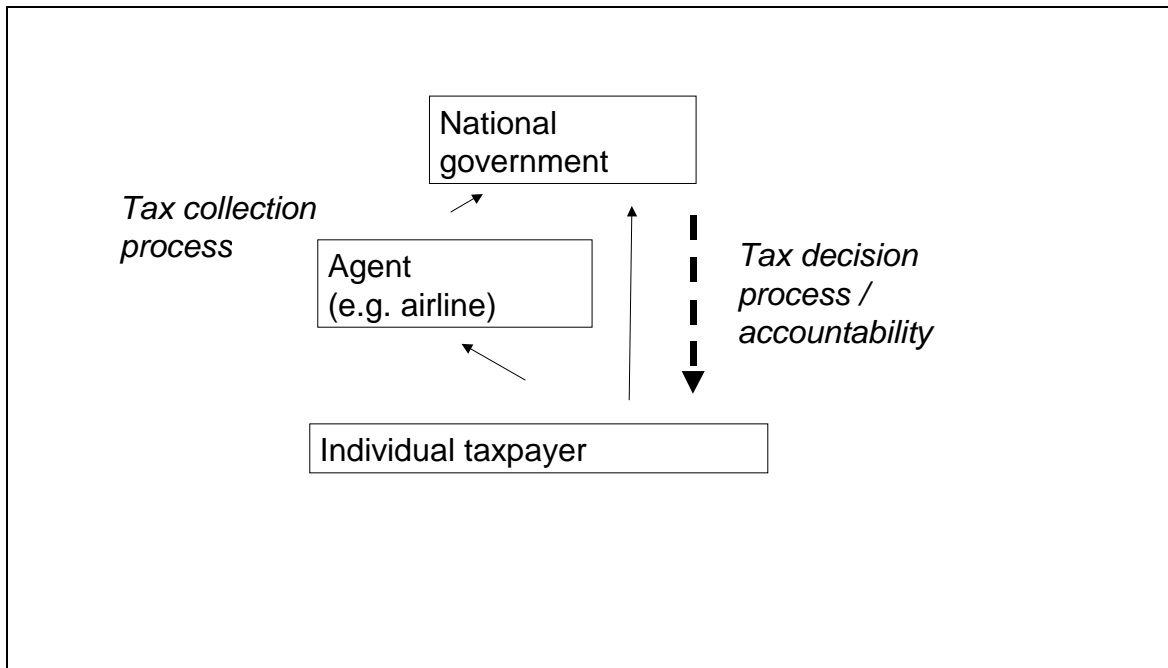 National
government
Tax collection
process
Agent
(e.g. airline)
Tax decision
process /
accountability
Individual taxpayer